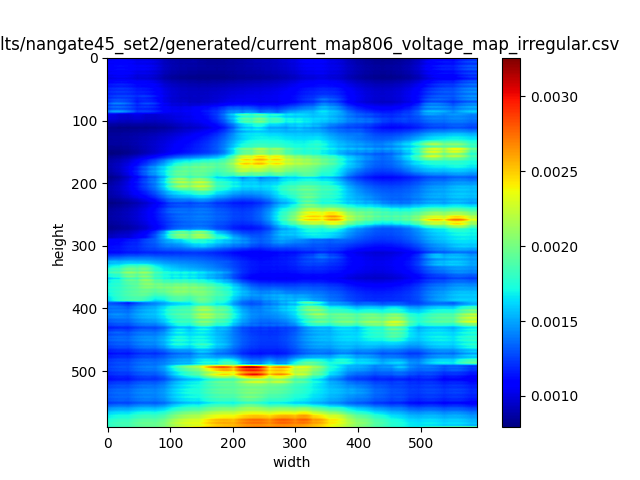 lts/nangate45_set2/generated/current_map806_voltage_map_irregular.csv
0
100
200
300
400
500
height
0 100 200 300 400 500
width
0.0030
0.0025
0.0020
0.0015
0.0010